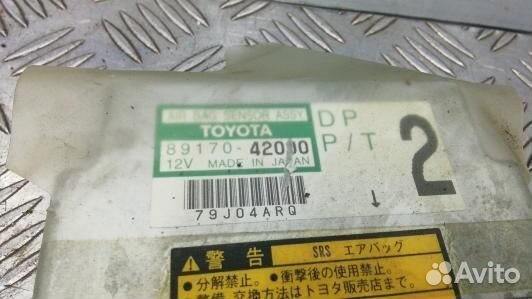 AIR BAG SENSOR ASSY
TOYOTA
DP
89170-42000
P/T
2
12V MADE IN JAPAN
79J04ARQ
警告
SRS エアバッグ
●分解禁止。●衝撃後の使用禁止。
交換方法はトヨタ販売店まで
Avito